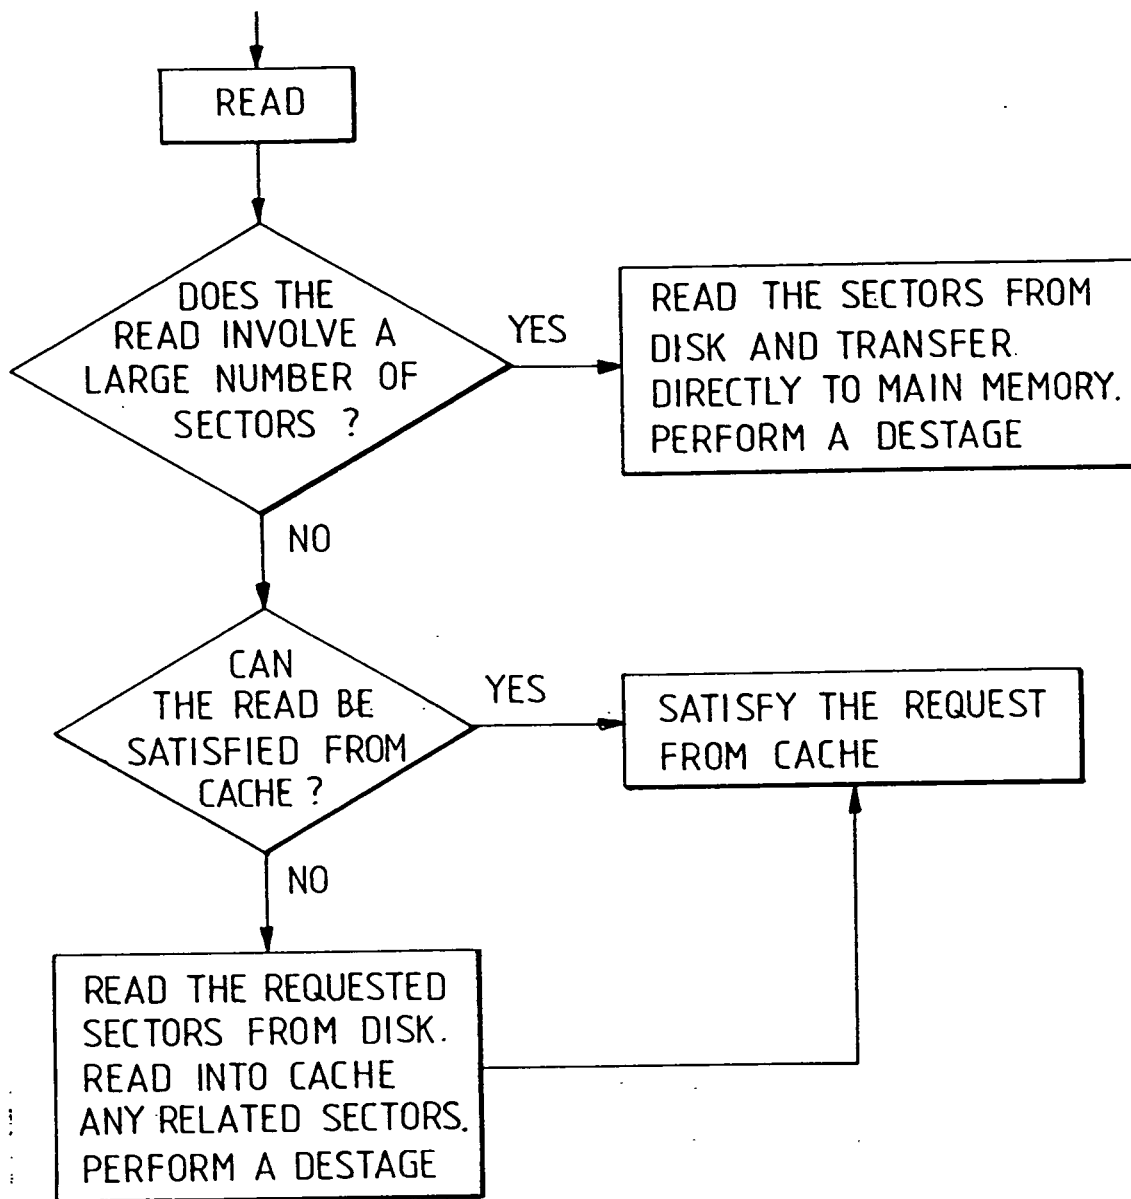 READ
DOES THE
READ INVOLVE A
LARGE NUMBER OF
SECTORS ?
YES
READ THE SECTORS FROM
DISK AND TRANSFER
DIRECTLY TO MAIN MEMORY.
PERFORM A DESTAGE
NO
CAN
THE READ BE
SATISFIED FROM
CACHE ?
YES
SATISFY THE REQUEST
FROM CACHE
NO
READ THE REQUESTED
SECTORS FROM DISK.
READ INTO CACHE
ANY RELATED SECTORS.
PERFORM A DESTAGE